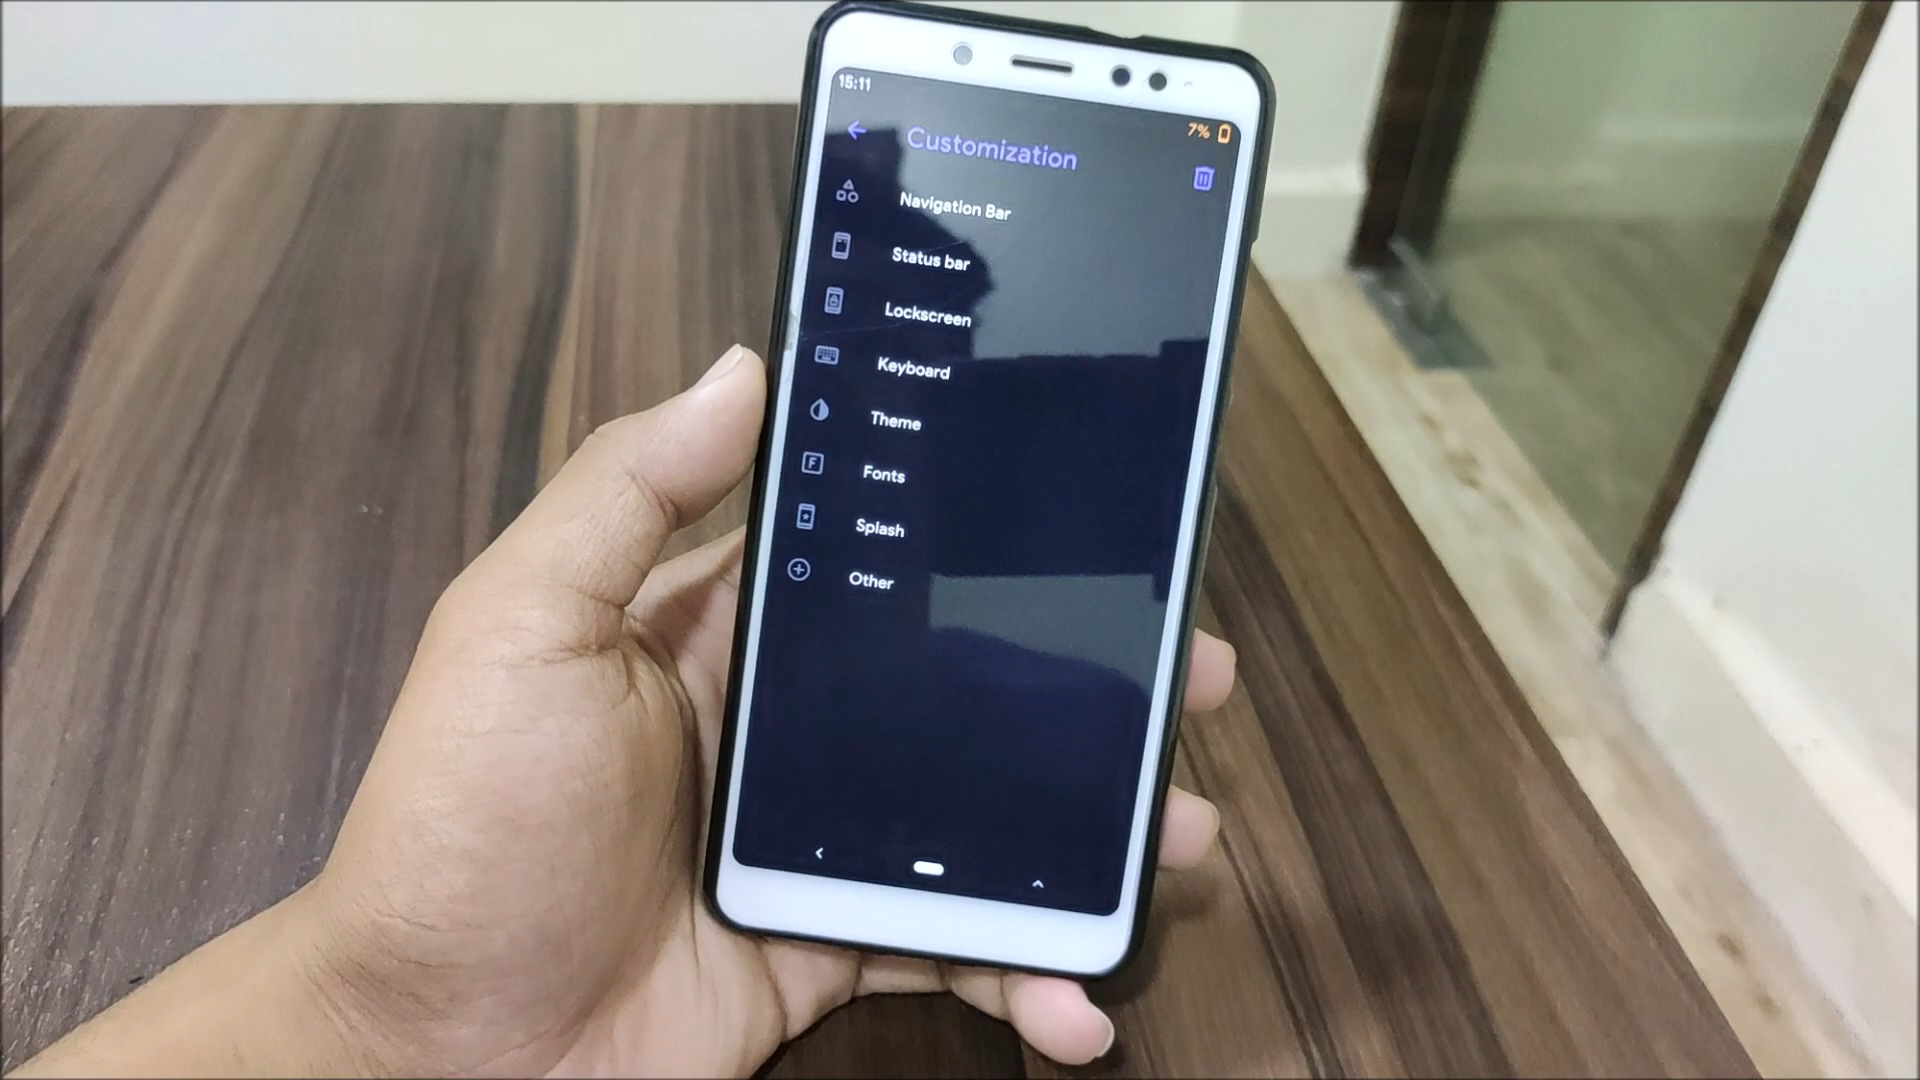 15:11
7%
Customization
Navigation Bar
Status bar
Lockscreen
Keyboard
Theme
F
Fonts
Splash
Other